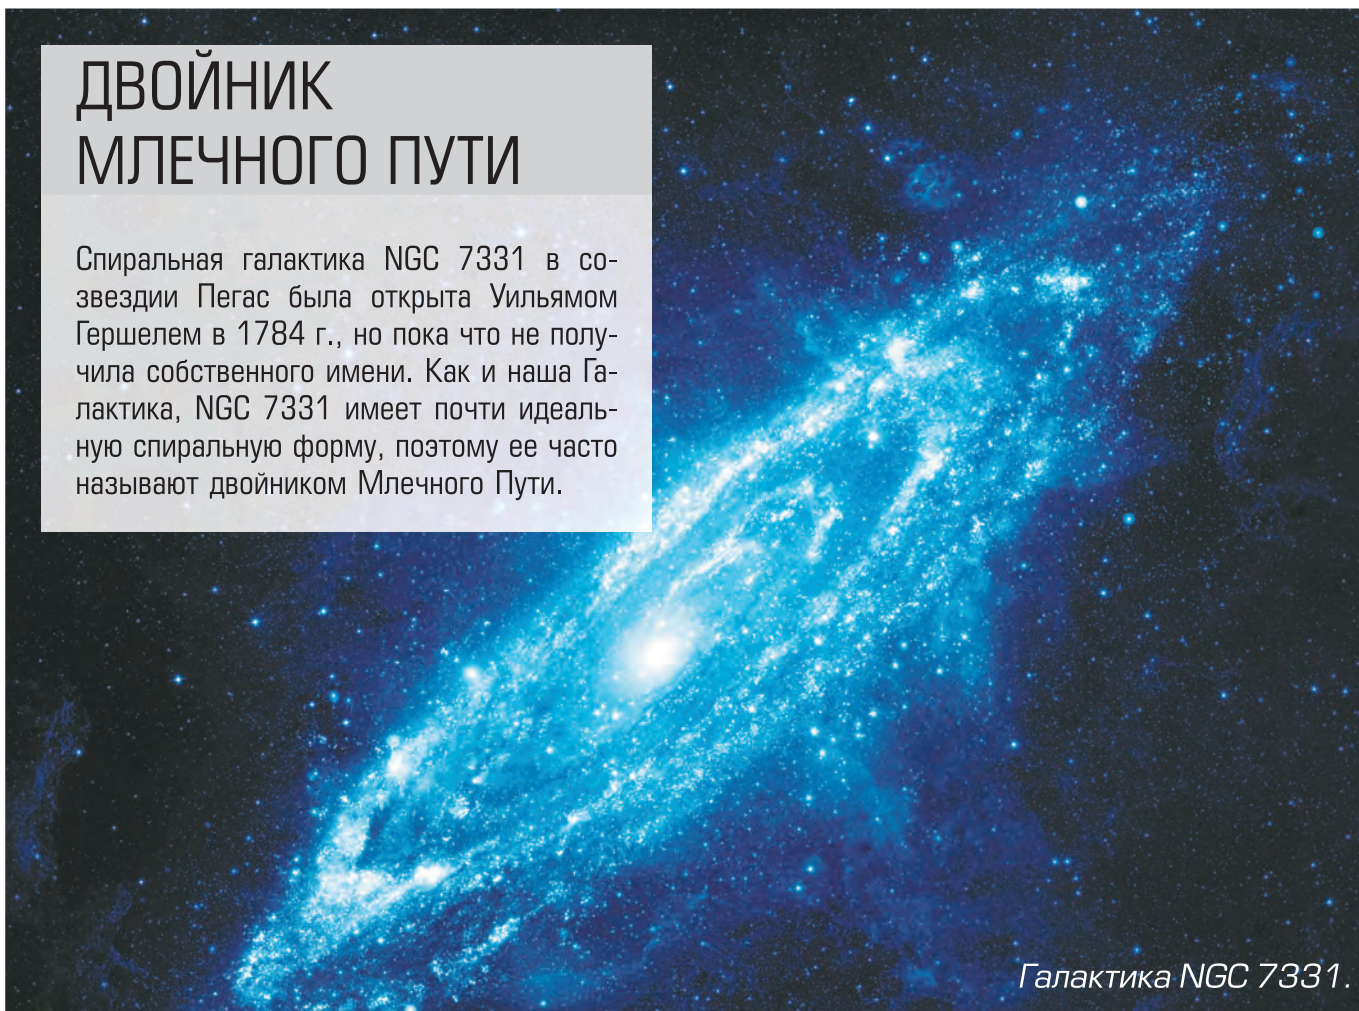 ДВОЙНИК
МЛЕЧНОГО ПУТИ
Спиральная галактика NGC 7331 в со-
звездии Пегас была открыта Уильямом
Гершелем в 1784 г., но пока что не полу-
чила собственного имени. Как и наша Га-
лактика, NGC 7331 имеет почти идеаль-
ную спиральную форму, поэтому ее часто
называют двойником Млечного Пути.
Галактика NGC 7331.